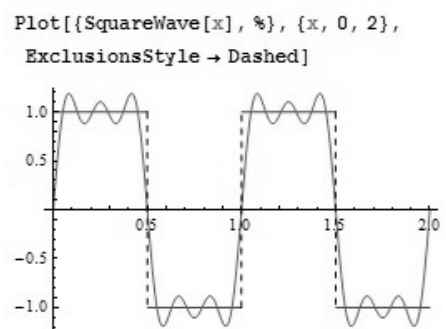 Plot[{SquareWave[x], %}, {x, 0, 2},
ExclusionsStyle → Dashed]
1.0
0.5
0.5 1.0 1.5 2.0
−0.5
−1.0